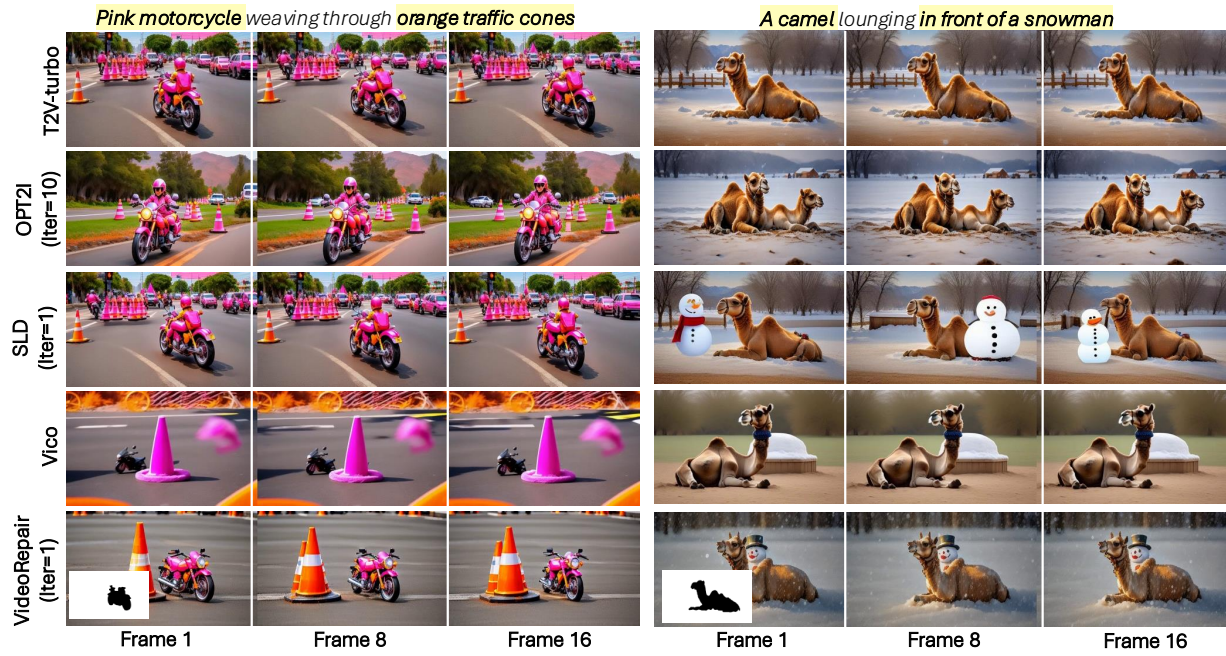 Pink motorcycle weaving through orange traffic cones
A camel lounging in front of a snowman
T2V-turbo
OPT2I
(Iter=10)
SLD
(Iter=1)
Vico
VideoRepair
(Iter=1)
Frame 1
Frame 8
Frame 16
Frame 1
Frame 8
Frame 16